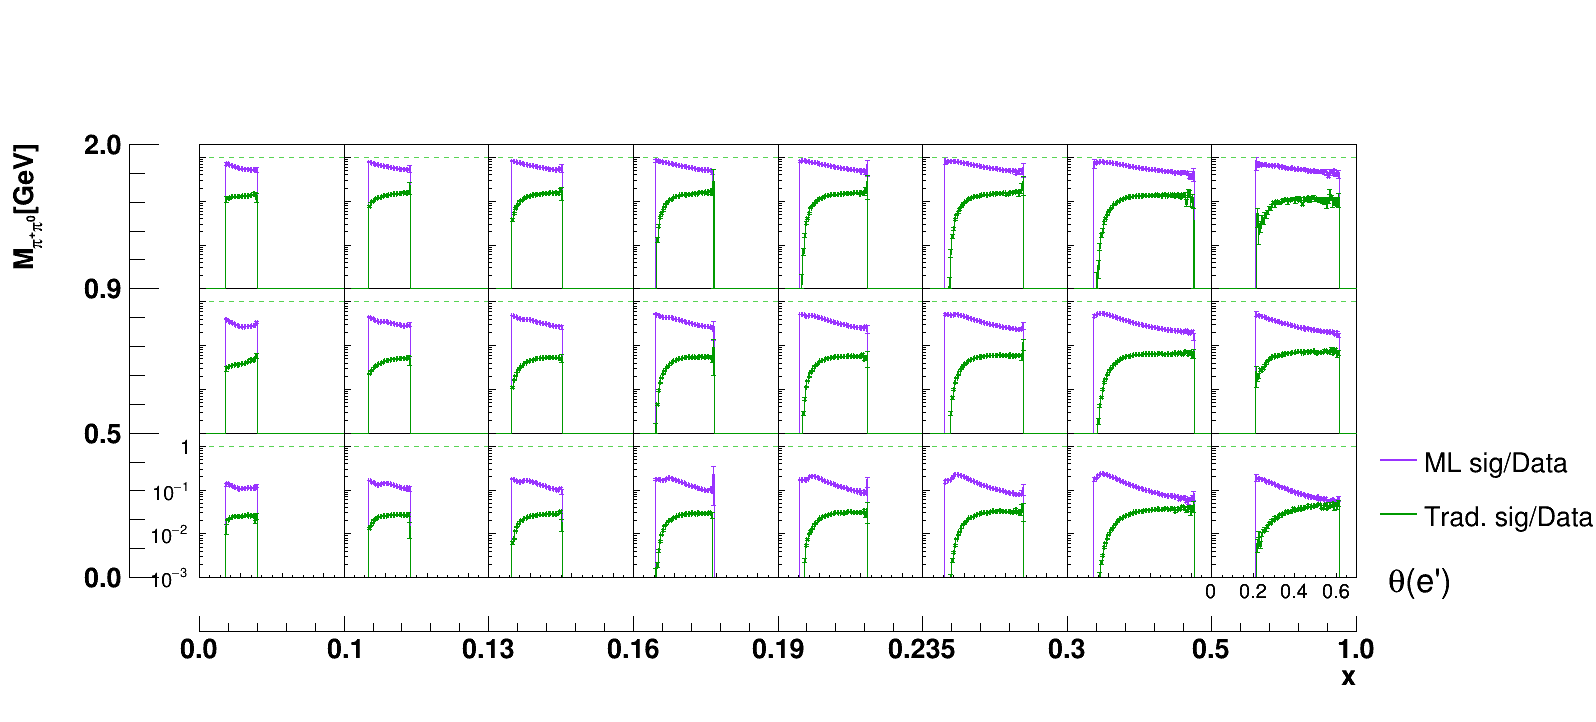 M_{π⁺π⁰}[GeV]
2.0
0.9
0.5
0.0
1
10⁻¹
10⁻²
10⁻³
ML sig/Data
Trad. sig/Data
0 0.2 0.4 0.6
θ(e')
0.0 0.1 0.13 0.16 0.19 0.235 0.3 0.5 1.0
x